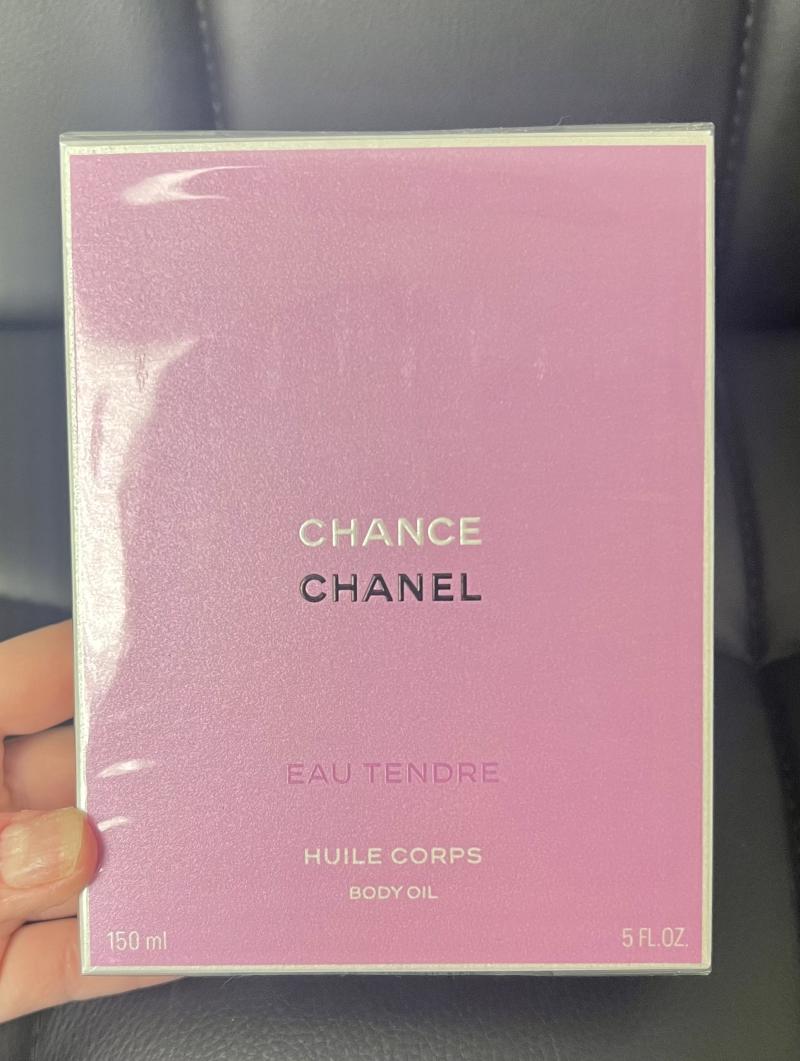 CHANCE
CHANEL
EAU TENDRE
HUILE CORPS
BODY OIL
150 ml 5 FL.OZ.